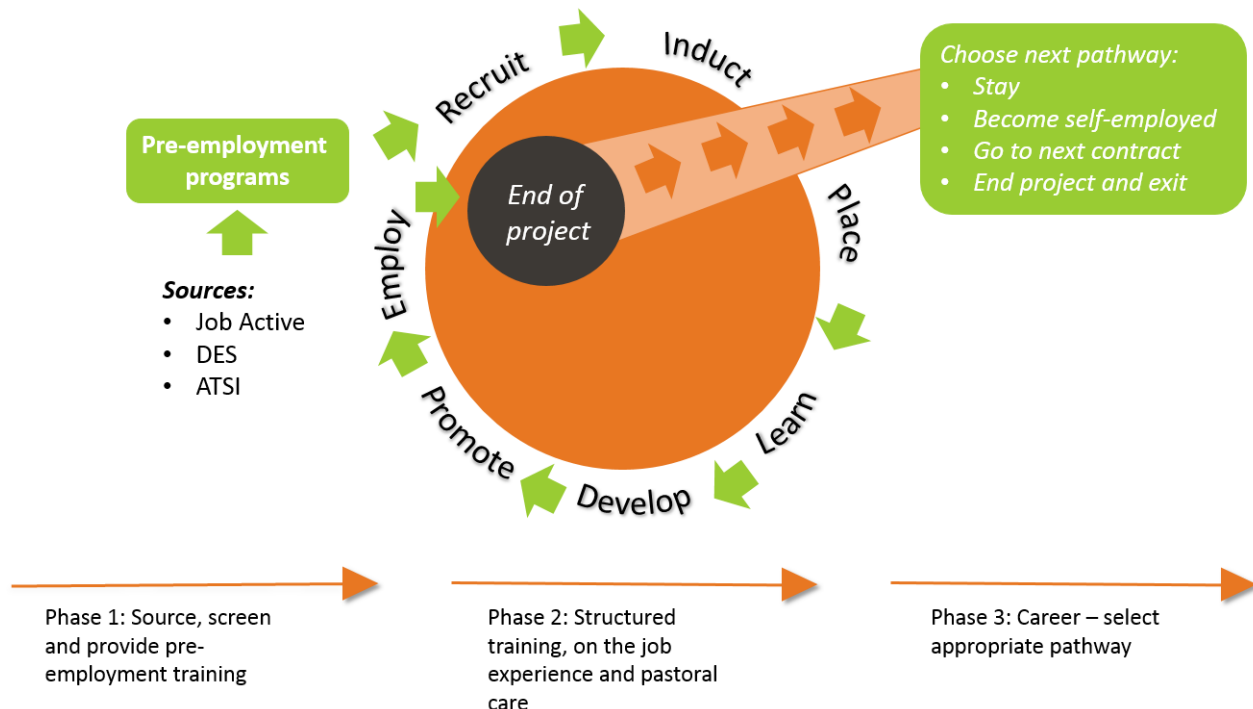 Pre-employment
programs
Sources:
• Job Active
• DES
• ATSI
Recruit
Induct
Place
Learn
Develop
Promote
Employ
End of
project
Choose next pathway:
• Stay
• Become self-employed
• Go to next contract
• End project and exit
Phase 1: Source, screen
and provide pre-
employment training
Phase 2: Structured
training, on the job
experience and pastoral
care
Phase 3: Career – select
appropriate pathway